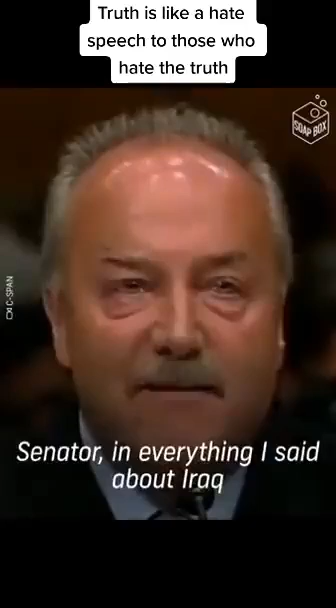 Truth is like a hate
speech to those who
hate the truth
SOAP BOX
C-SPAN
Senator, in everything I said
about Iraq